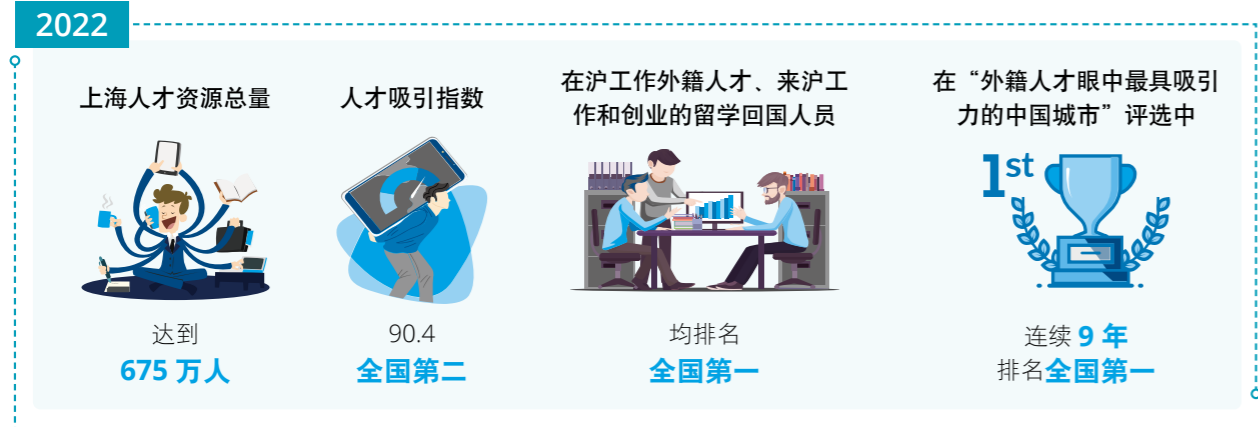 2022
上海人才资源总量
达到
675 万人
人才吸引指数
90.4
全国第二
在沪工作外籍人才、来沪工
作和创业的留学回国人员
均排名
全国第一
在“外籍人才眼中最具吸引
力的中国城市”评选中
1st
连续 9 年
排名全国第一